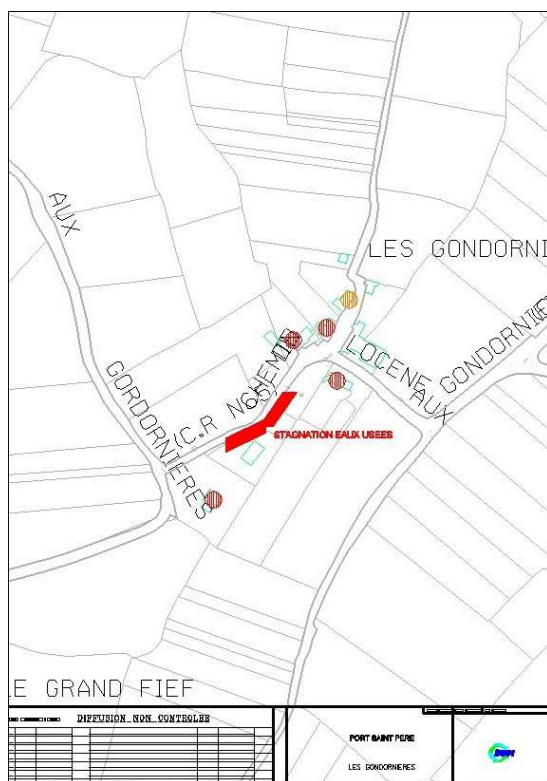 AUX
LES GONDORNI
LOCENE
GONDORNIE
AUX
CHEMIN
(C.R N
GORDORNIERES
STAGNATION EAUX USEES
LE GRAND FIEF
DIFFUSION NON CONTROLEE
PORT SAINT PERE
LES GONDORNIERES